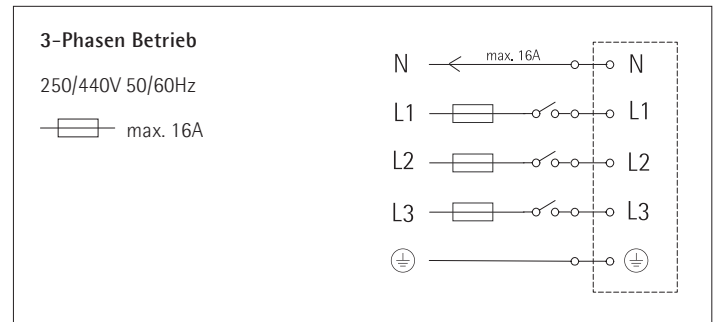 3-Phasen Betrieb
250/440V 50/60Hz
max. 16A
N max. 16A N
L1 L1
L2 L2
L3 L3